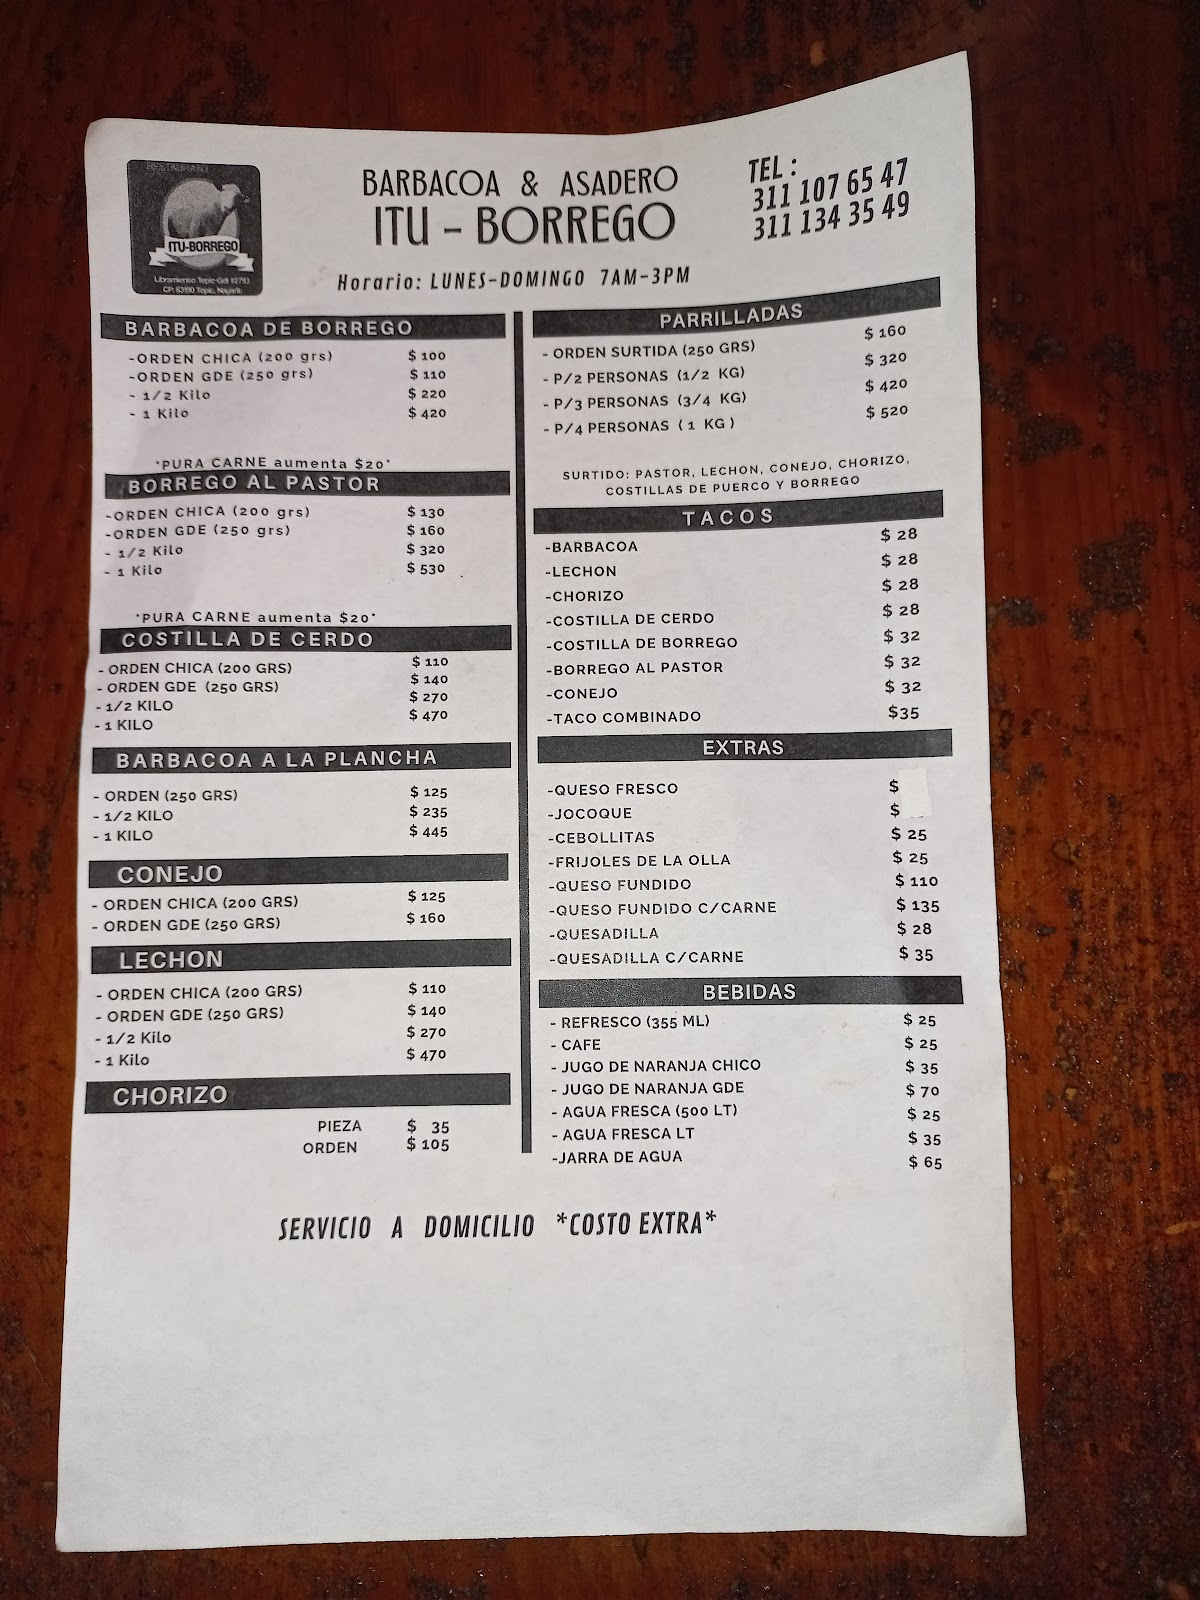 RESTAURANT
ITU-BORREGO
Libramiento Tepic-Gdl #2710
CP: 63190 Tepic, Nayarit
BARBACOA & ASADERO
ITU - BORREGO
TEL :
311 107 65 47
311 134 35 49
Horario: LUNES-DOMINGO 7AM-3PM
BARBACOA DE BORREGO
-ORDEN CHICA (200 grs) $ 100
-ORDEN GDE (250 grs) $ 110
- 1/2 Kilo $ 220
- 1 Kilo $ 420
*PURA CARNE aumenta $20*
BORREGO AL PASTOR
-ORDEN CHICA (200 grs) $ 130
-ORDEN GDE (250 grs) $ 160
- 1/2 Kilo $ 320
- 1 Kilo $ 530
*PURA CARNE aumenta $20*
COSTILLA DE CERDO
- ORDEN CHICA (200 GRS) $ 110
- ORDEN GDE (250 GRS) $ 140
- 1/2 KILO $ 270
- 1 KILO $ 470
BARBACOA A LA PLANCHA
- ORDEN (250 GRS) $ 125
- 1/2 KILO $ 235
- 1 KILO $ 445
CONEJO
- ORDEN CHICA (200 GRS) $ 125
- ORDEN GDE (250 GRS) $ 160
LECHON
- ORDEN CHICA (200 GRS) $ 110
- ORDEN GDE (250 GRS) $ 140
- 1/2 Kilo $ 270
- 1 Kilo $ 470
CHORIZO
PIEZA $ 35
ORDEN $ 105
PARRILLADAS
- ORDEN SURTIDA (250 GRS) $ 160
- P/2 PERSONAS (1/2 KG) $ 320
- P/3 PERSONAS (3/4 KG) $ 420
- P/4 PERSONAS ( 1 KG ) $ 520
SURTIDO: PASTOR, LECHON, CONEJO, CHORIZO,
COSTILLAS DE PUERCO Y BORREGO
TACOS
-BARBACOA $ 28
-LECHON $ 28
-CHORIZO $ 28
-COSTILLA DE CERDO $ 28
-COSTILLA DE BORREGO $ 32
-BORREGO AL PASTOR $ 32
-CONEJO $ 32
-TACO COMBINADO $35
EXTRAS
-QUESO FRESCO $
-JOCOQUE $
-CEBOLLITAS $ 25
-FRIJOLES DE LA OLLA $ 25
-QUESO FUNDIDO $ 110
-QUESO FUNDIDO C/CARNE $ 135
-QUESADILLA $ 28
-QUESADILLA C/CARNE $ 35
BEBIDAS
- REFRESCO (355 ML) $ 25
- CAFE $ 25
- JUGO DE NARANJA CHICO $ 35
- JUGO DE NARANJA GDE $ 70
- AGUA FRESCA (500 LT) $ 25
- AGUA FRESCA LT $ 35
-JARRA DE AGUA $ 65
SERVICIO A DOMICILIO *COSTO EXTRA*